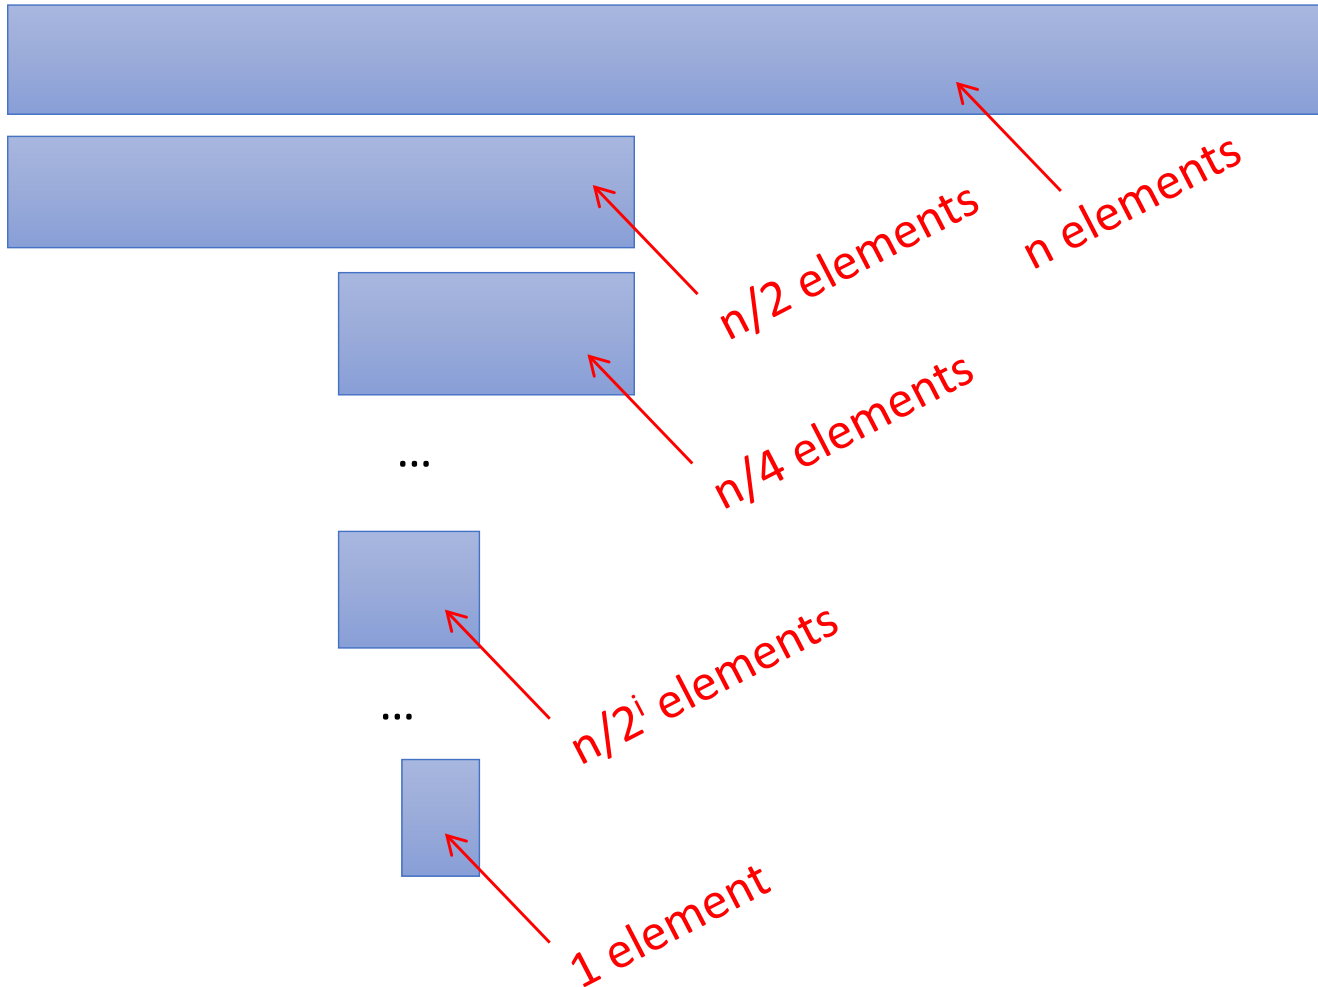 n elements
n/2 elements
n/4 elements
...
n/2ⁱ elements
...
1 element